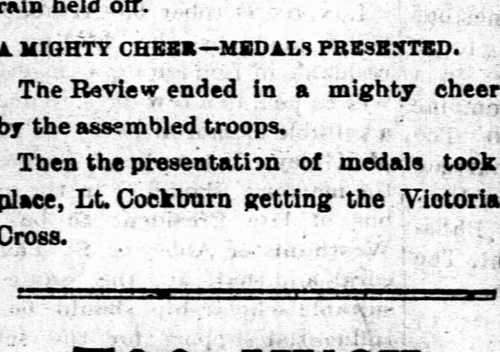 rain held off.
A MIGHTY CHEER—MEDALS PRESENTED.
The Review ended in a mighty cheer
by the assembled troops.
Then the presentation of medals took
place, Lt. Cockburn getting the Victoria
Cross.